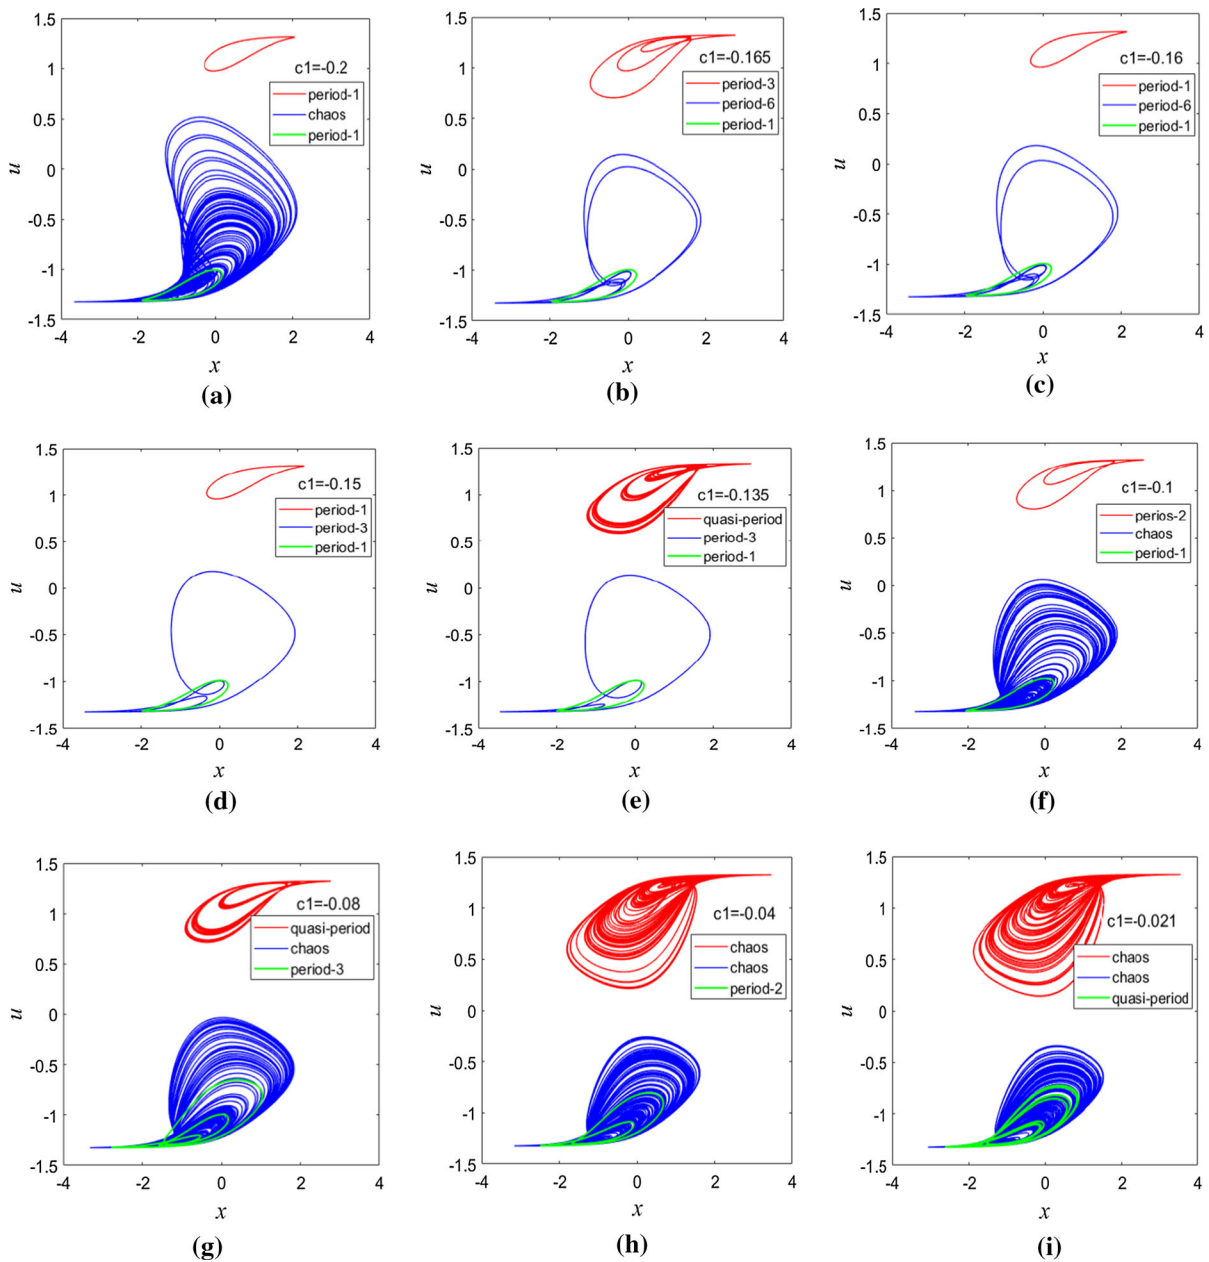 1.5
1
0.5
0
-0.5
-1
-1.5
u
c1=-0.2
period-1
chaos
period-1
-4
-2
0
2
4
x
(a)
1.5
1
0.5
0
-0.5
-1
-1.5
u
c1=-0.165
period-3
period-6
period-1
-4
-2
0
2
4
x
(b)
1.5
1
0.5
0
-0.5
-1
-1.5
u
c1=-0.16
period-1
period-6
period-1
-4
-2
0
2
4
x
(c)
1.5
1
0.5
0
-0.5
-1
-1.5
u
c1=-0.15
period-1
period-3
period-1
-4
-2
0
2
4
x
(d)
1.5
1
0.5
0
-0.5
-1
-1.5
u
c1=-0.135
quasi-period
period-3
period-1
-4
-2
0
2
4
x
(e)
1.5
1
0.5
0
-0.5
-1
-1.5
u
c1=-0.1
perios-2
chaos
period-1
-4
-2
0
2
4
x
(f)
1.5
1
0.5
0
-0.5
-1
-1.5
u
c1=-0.08
quasi-period
chaos
period-3
-4
-2
0
2
4
x
(g)
1.5
1
0.5
0
-0.5
-1
-1.5
u
c1=-0.04
chaos
chaos
period-2
-4
-2
0
2
4
x
(h)
1.5
1
0.5
0
-0.5
-1
-1.5
u
c1=-0.021
chaos
chaos
quasi-period
-4
-2
0
2
4
x
(i)